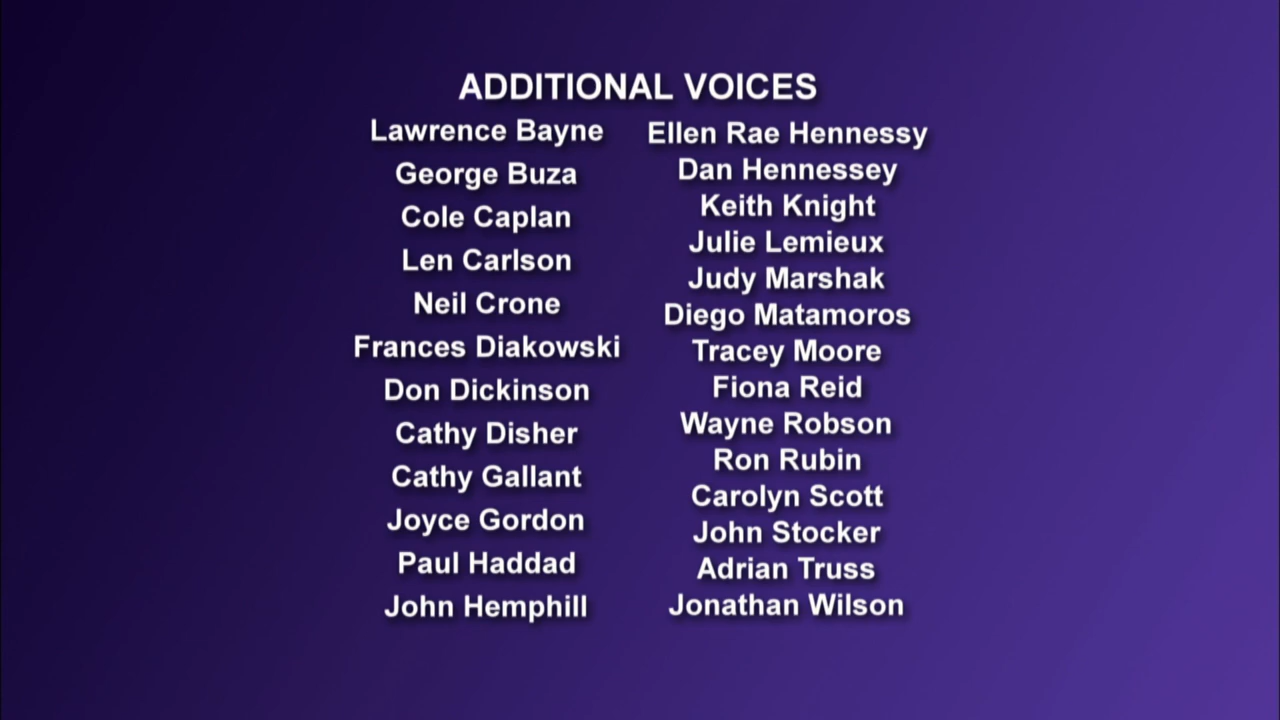 ADDITIONAL VOICES
Lawrence Bayne
George Buza
Cole Caplan
Len Carlson
Neil Crone
Frances Diakowski
Don Dickinson
Cathy Disher
Cathy Gallant
Joyce Gordon
Paul Haddad
John Hemphill
Ellen Rae Hennessy
Dan Hennessey
Keith Knight
Julie Lemieux
Judy Marshak
Diego Matamoros
Tracey Moore
Fiona Reid
Wayne Robson
Ron Rubin
Carolyn Scott
John Stocker
Adrian Truss
Jonathan Wilson